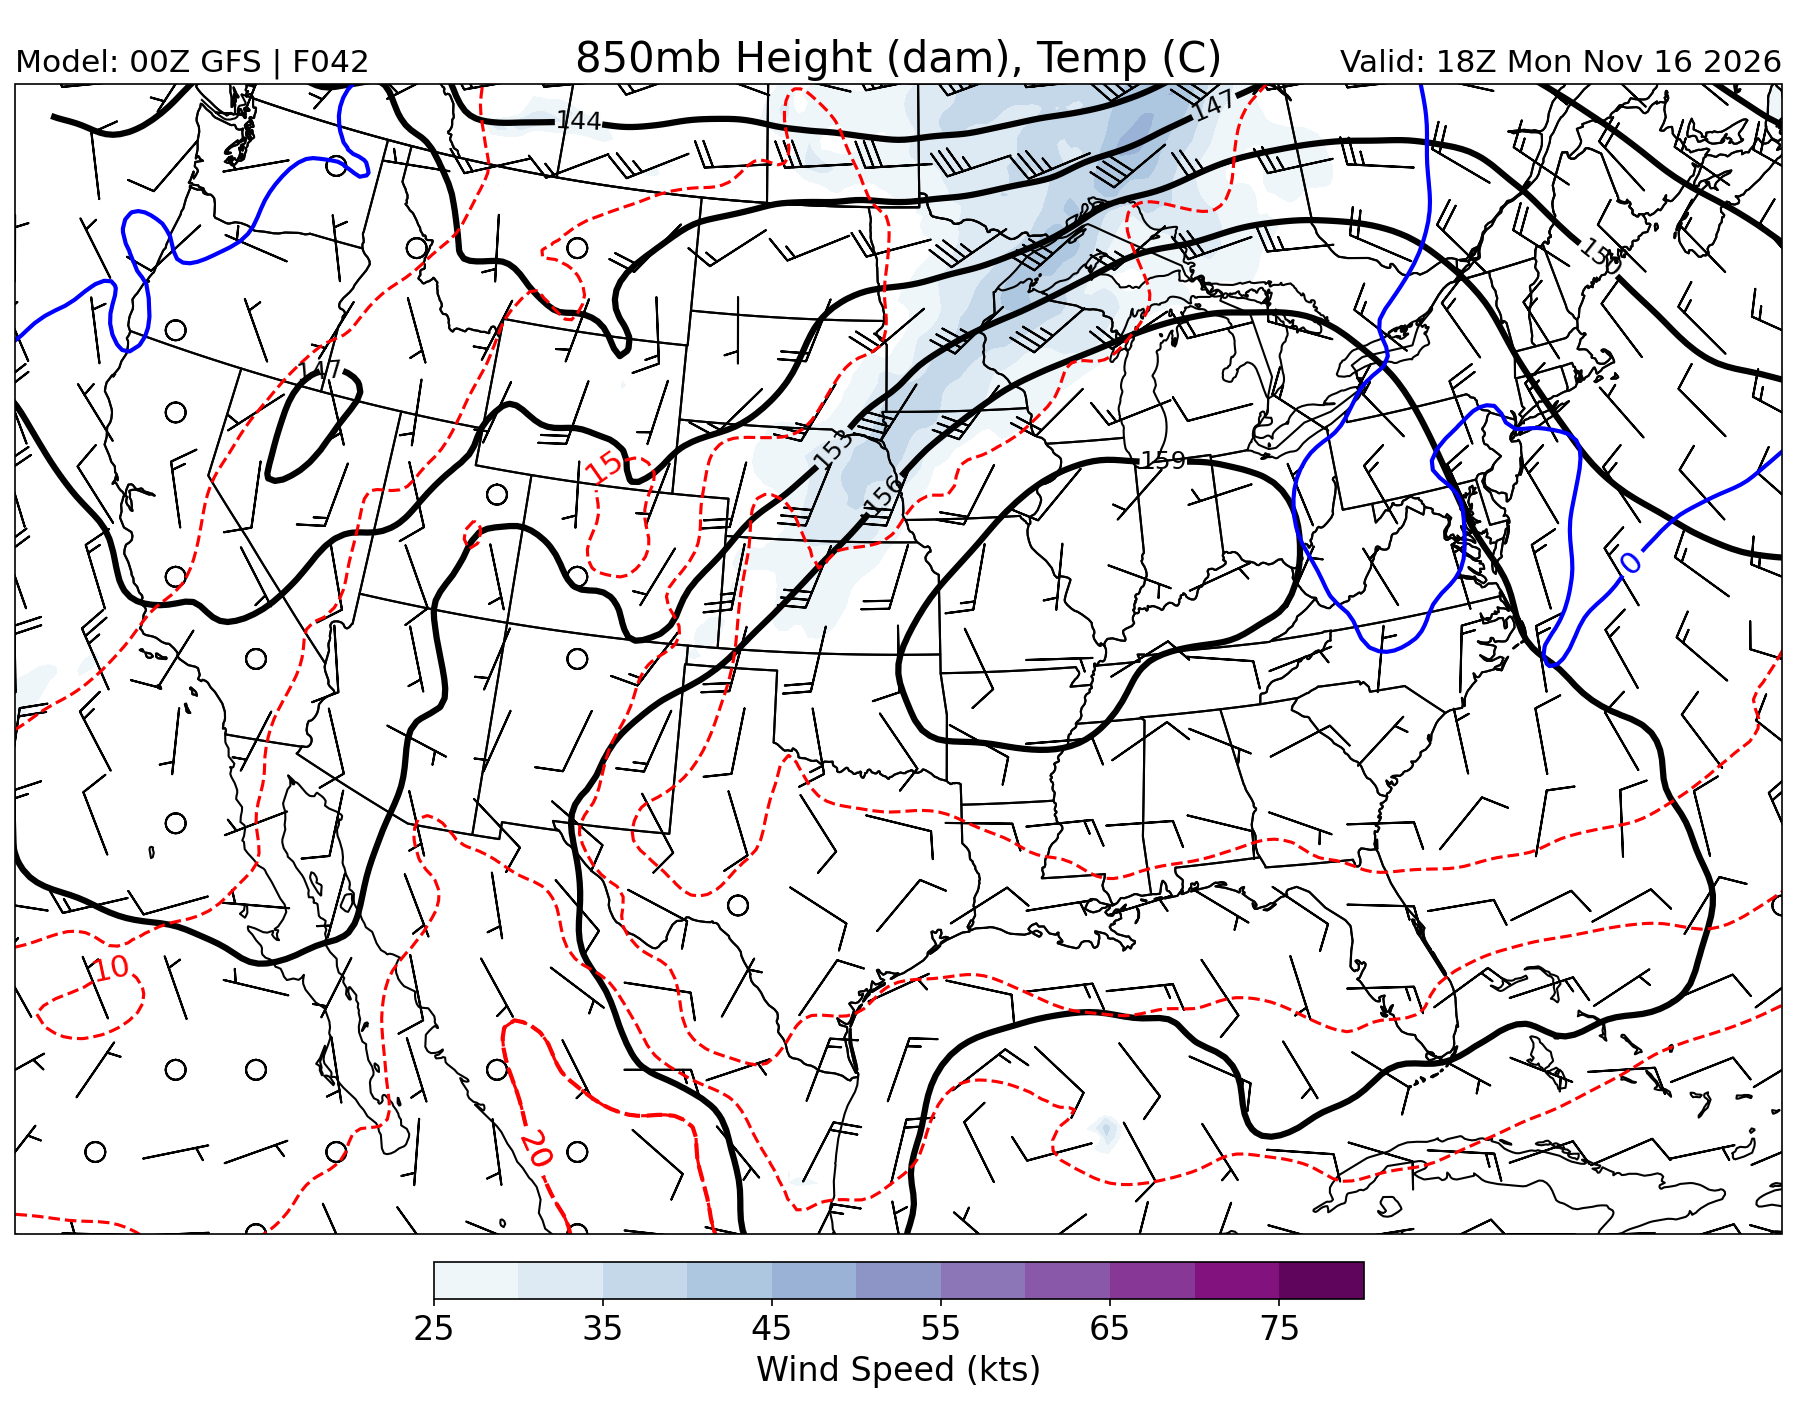 Model: 00Z GFS | F042
850mb Height (dam), Temp (C)
Valid: 18Z Mon Nov 16 2026
144
147
147
153
156
159
15
0
10
20
25 35 45 55 65 75
Wind Speed (kts)